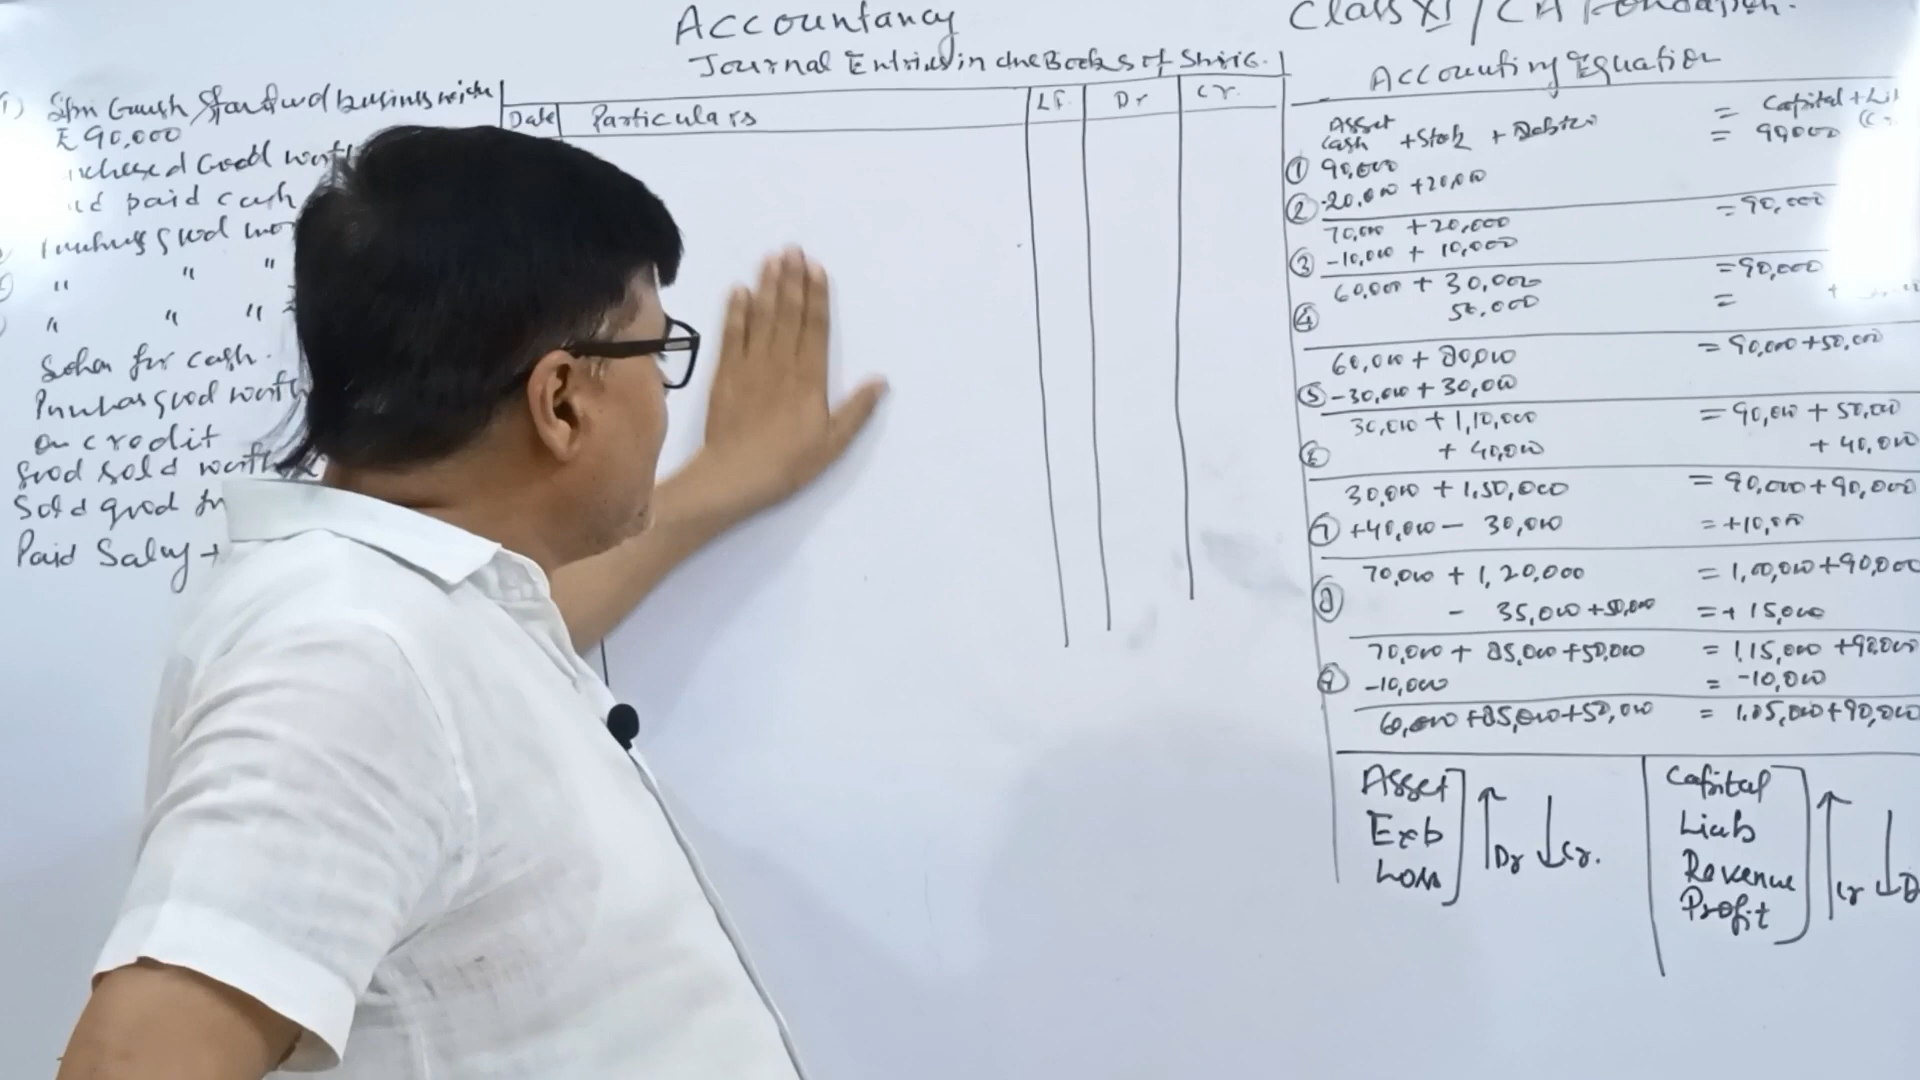 Accountancy
Class XI / CA Foundation.
Journal Entries in the Books of
Accounting Equation
business with
₹ 90,000
Good
paid cash
good
" "
" " "
for cash.
good worth
on credit
good sold worth
Sold good for
Paid Salary
Date Particulars LF. Dr Cr.
Asset = Capital + Li
Cash + Stock + Debtor = 90,000
① 90,000
② -20,000 +20,000
70,000 + 20,000 = 90,000
③ -10,000 + 10,000
60,000 + 30,000 = 90,000
④ 50,000 = +
60,000 + 80,000 = 90,000 + 50,000
⑤ -30,000 + 30,000
30,000 + 1,10,000 = 90,000 + 50,000
⑥ + 40,000 + 40,000
30,000 + 1,50,000 = 90,000 + 90,000
⑦ +40,000 - 30,000 = +10,000
70,000 + 1,20,000 = 1,00,000 + 90,000
⑧ - 35,000 + 50,000 = + 15,000
70,000 + 85,000 + 50,000 = 1,15,000 + 90,000
⑨ -10,000 = -10,000
60,000 + 85,000 + 50,000 = 1,05,000 + 90,000
Asset
Exp
Loss
Dr Cr.
Capital
Liab
Revenue
Profit
Cr D